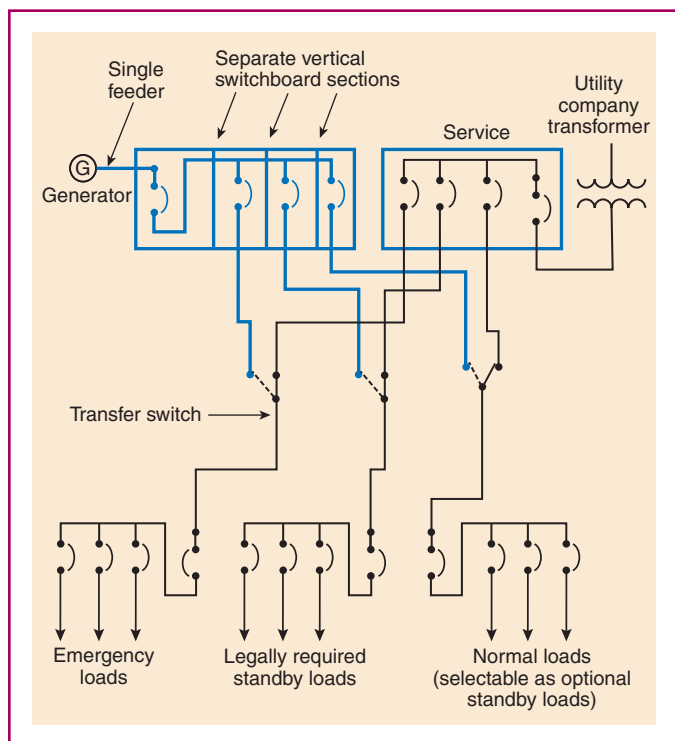 Single
feeder
Separate vertical
switchboard sections
Utility
company
transformer
Service
G
Generator
Transfer switch
Emergency
loads
Legally required
standby loads
Normal loads
(selectable as optional
standby loads)